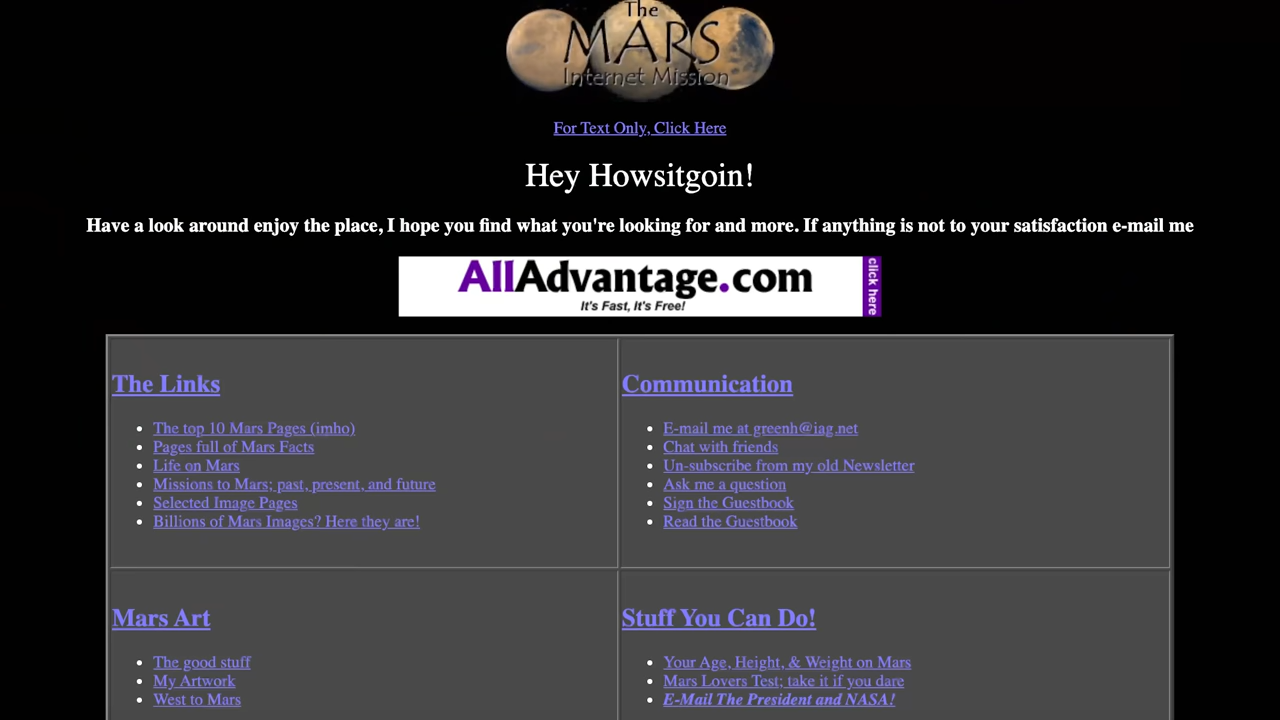 The
MARS
Internet Mission
For Text Only, Click Here
Hey Howsitgoin!
Have a look around enjoy the place, I hope you find what you're looking for and more. If anything is not to your satisfaction e-mail me
AllAdvantage.com
It's Fast, It's Free!
click here
The Links
The top 10 Mars Pages (imho)
Pages full of Mars Facts
Life on Mars
Missions to Mars; past, present, and future
Selected Image Pages
Billions of Mars Images? Here they are!
Communication
E-mail me at greenh@iag.net
Chat with friends
Un-subscribe from my old Newsletter
Ask me a question
Sign the Guestbook
Read the Guestbook
Mars Art
The good stuff
My Artwork
West to Mars
Stuff You Can Do!
Your Age, Height, & Weight on Mars
Mars Lovers Test; take it if you dare
E-Mail The President and NASA!